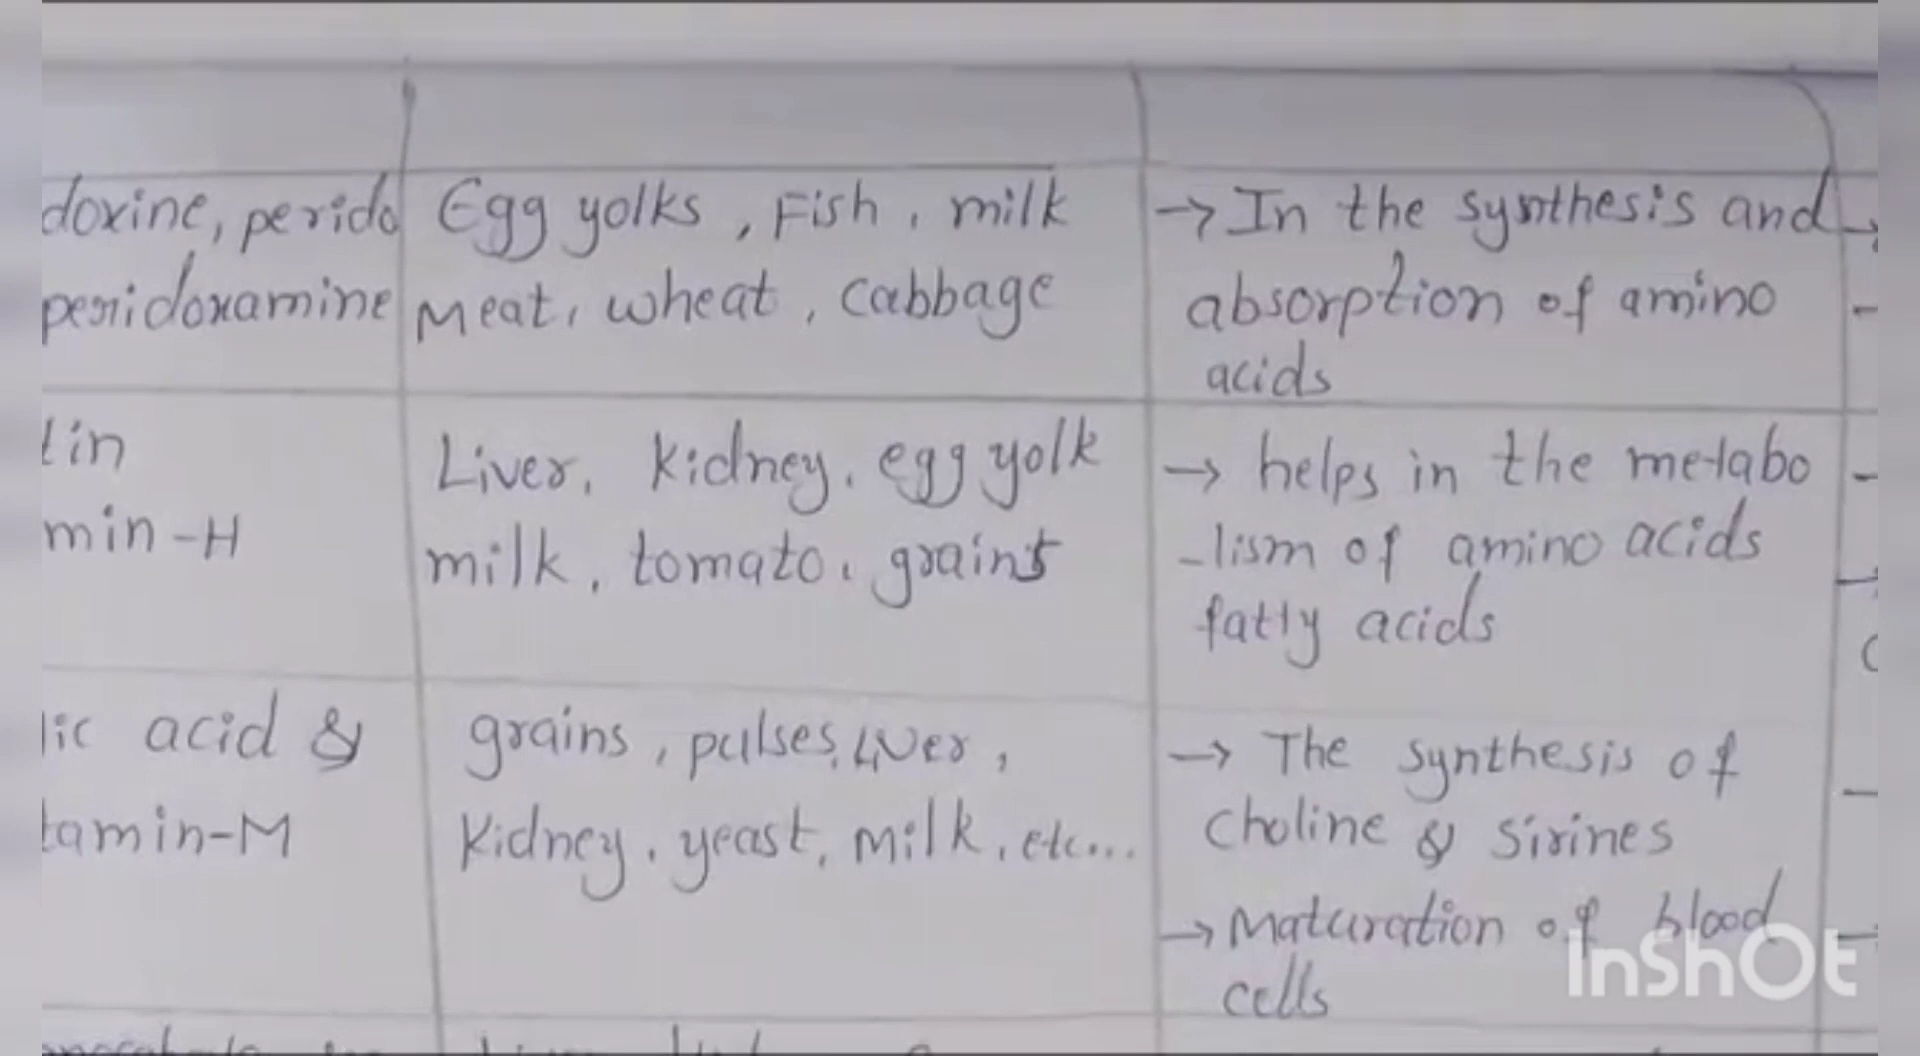 doxine, perido
peridoxamine
Egg yolks, Fish, milk
Meat, wheat, cabbage
→ In the synthesis and
absorption of amino
acids
tin
min-H
Liver, kidney, egg yolk
milk, tomato, grains
→ helps in the metabo
-lism of amino acids
fatty acids
lic acid &
tamin-M
grains, pulses, Liver,
Kidney, yeast, milk, etc...
→ The synthesis of
choline & Sirines
→ Maturation of blood
cells
InShOt